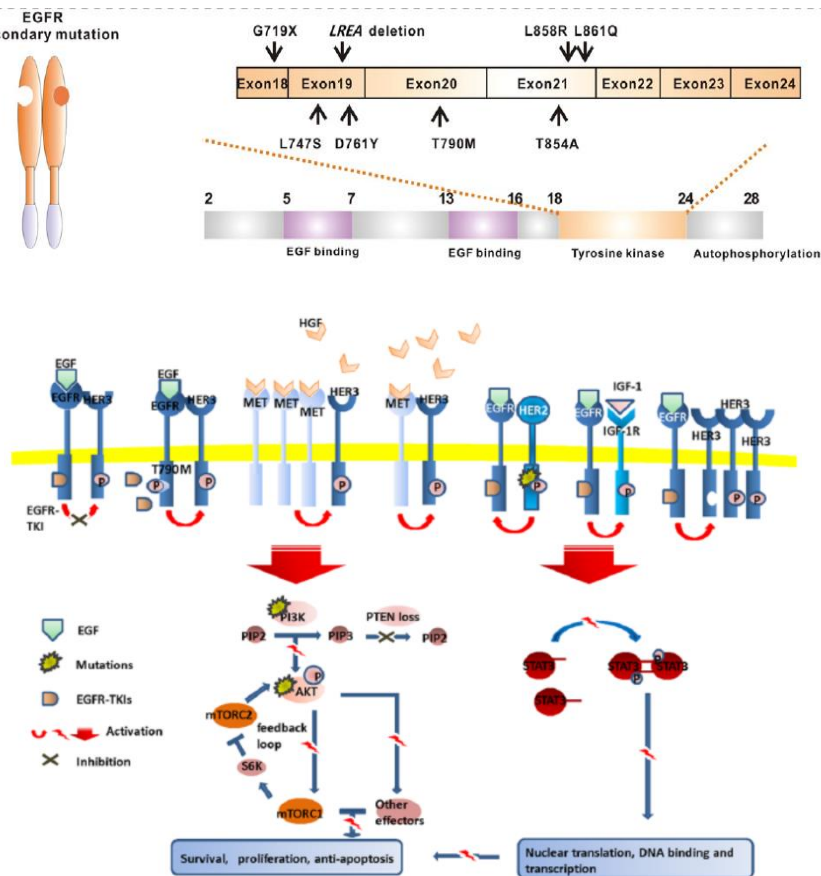 EGFR
ondary mutation
G719X LREA deletion L858R L861Q
Exon18 Exon19 Exon20 Exon21 Exon22 Exon23 Exon24
L747S D761Y T790M T854A
2 5 7 13 16 18 24 28
EGF binding EGF binding Tyrosine kinase Autophosphorylation
HGF
EGF EGF IGF-1
EGFR HER3 EGFR HER3 MET MET MET HER3 MET HER3 EGFR HER2 EGFR IGF-1R EGFR HER3 HER3 HER3
T790M
P P P P P P P P P
EGFR-
TKI
PI3K PTEN loss
PIP2 PIP3 PIP2
P
AKT
mTORC2
feedback
loop
S6K
mTORC1 Other
effectors
Survival, proliferation, anti-apoptosis
STAT3 STAT3 P STAT3
P
STAT3
Nuclear translation, DNA binding and
transcription
EGF
Mutations
EGFR-TKIs
Activation
Inhibition